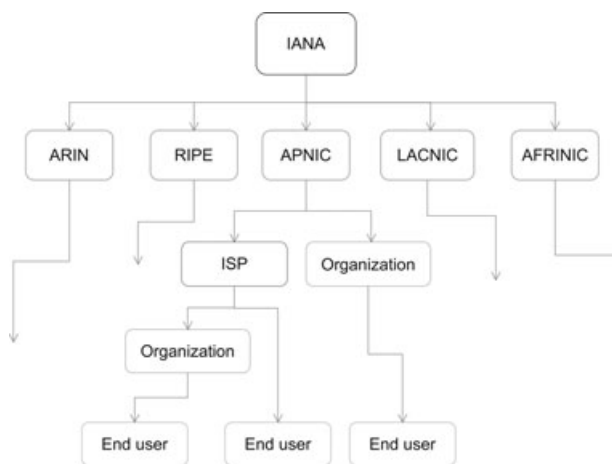 IANA
ARIN
RIPE
APNIC
LACNIC
AFRINIC
ISP
Organization
Organization
End user
End user
End user